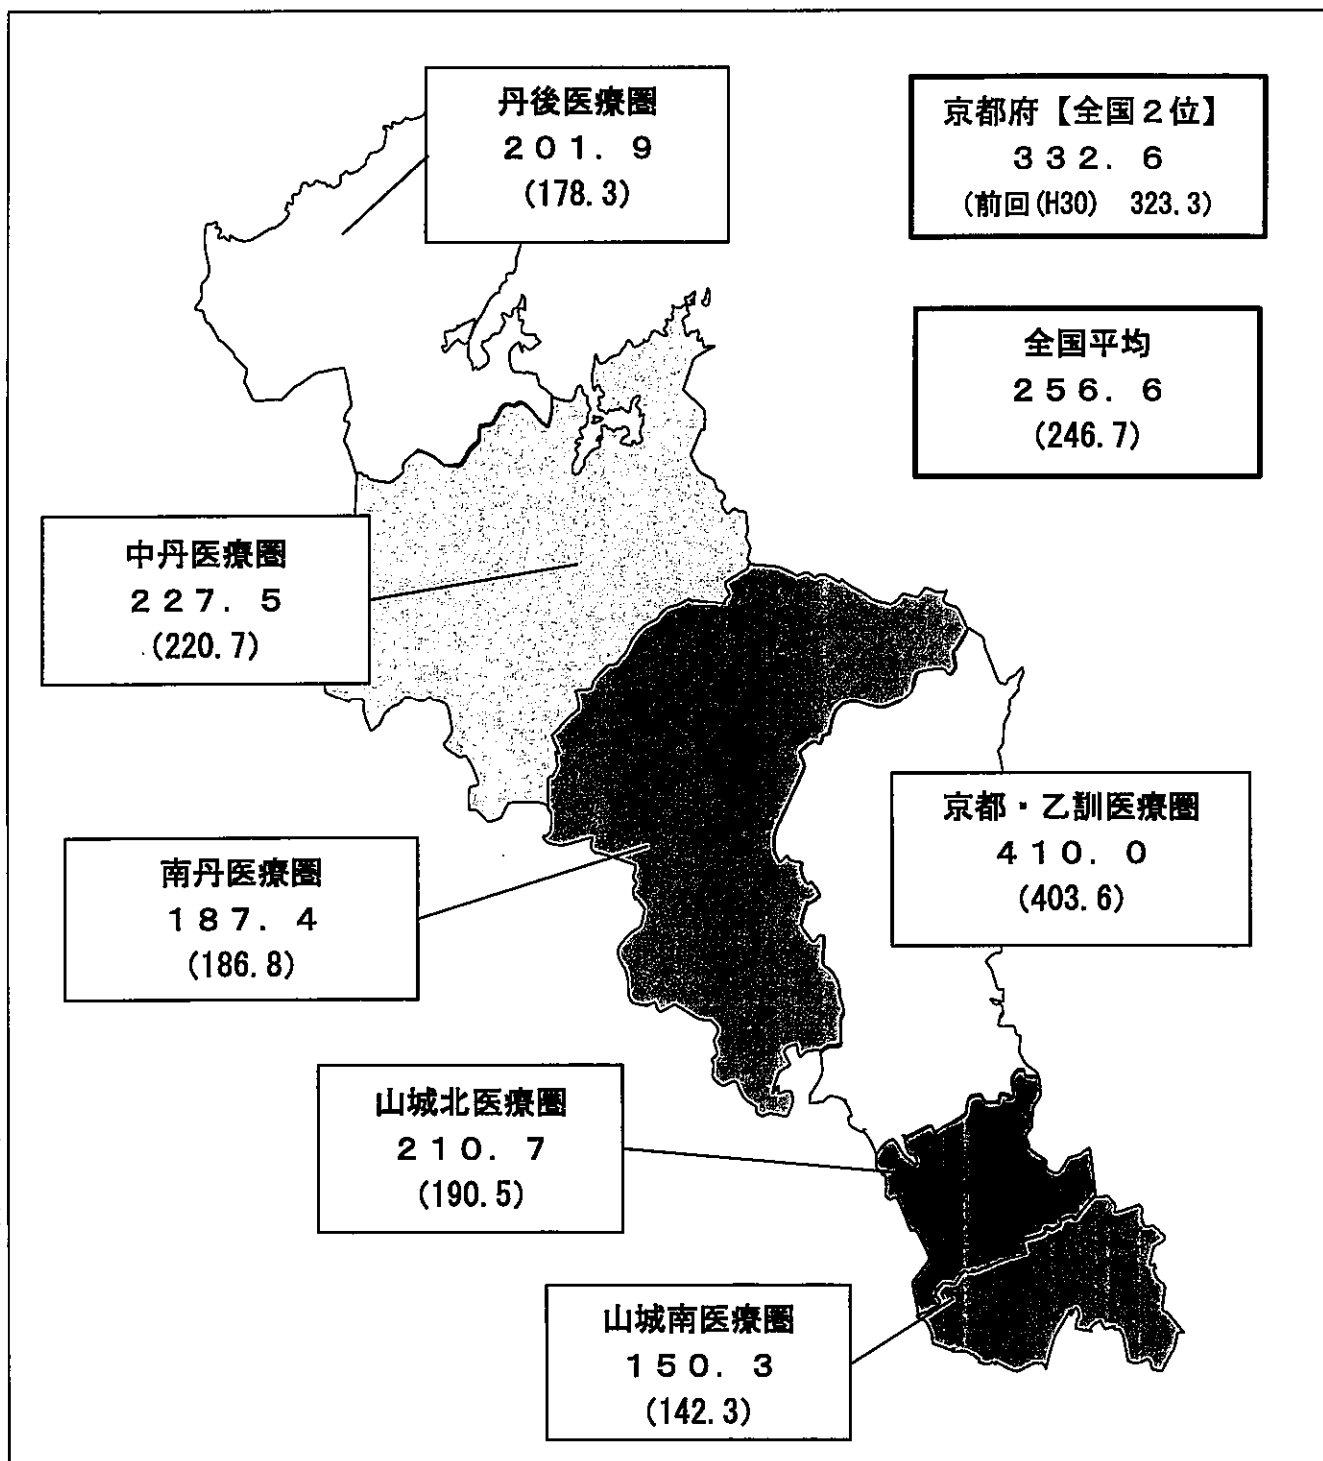 丹後医療圏
２０１．９
(178.3)
京都府【全国２位】
３３２．６
(前回(H30)　323.3)
全国平均
２５６．６
(246.7)
中丹医療圏
２２７．５
(220.7)
京都・乙訓医療圏
４１０．０
(403.6)
南丹医療圏
１８７．４
(186.8)
山城北医療圏
２１０．７
(190.5)
山城南医療圏
１５０．３
(142.3)